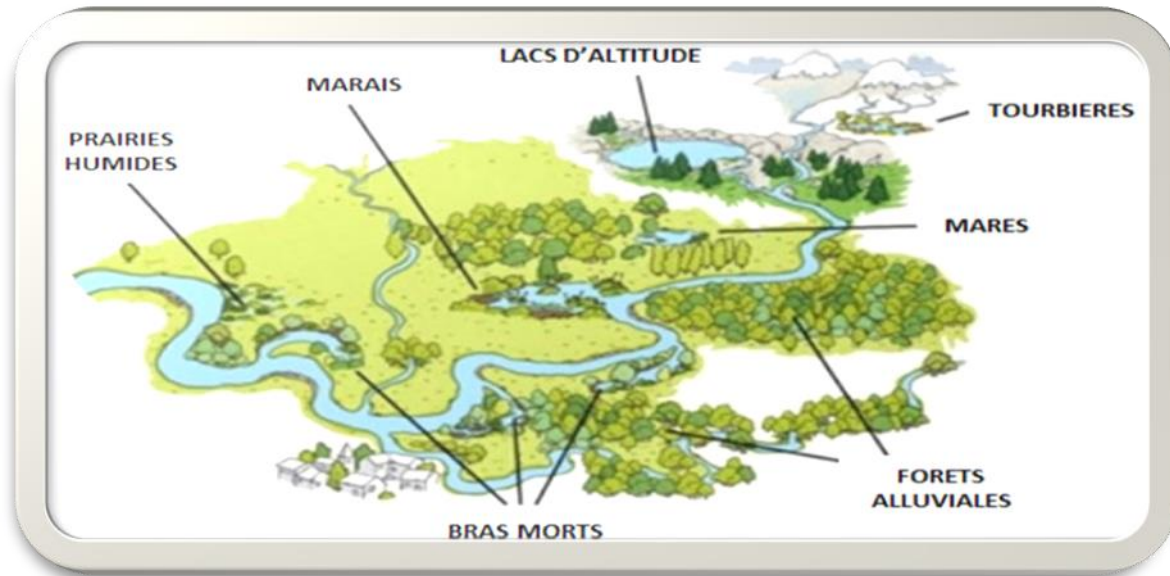 LACS D'ALTITUDE
MARAIS
TOURBIERES
PRAIRIES
HUMIDES
MARES
FORETS
ALLUVIALES
BRAS MORTS